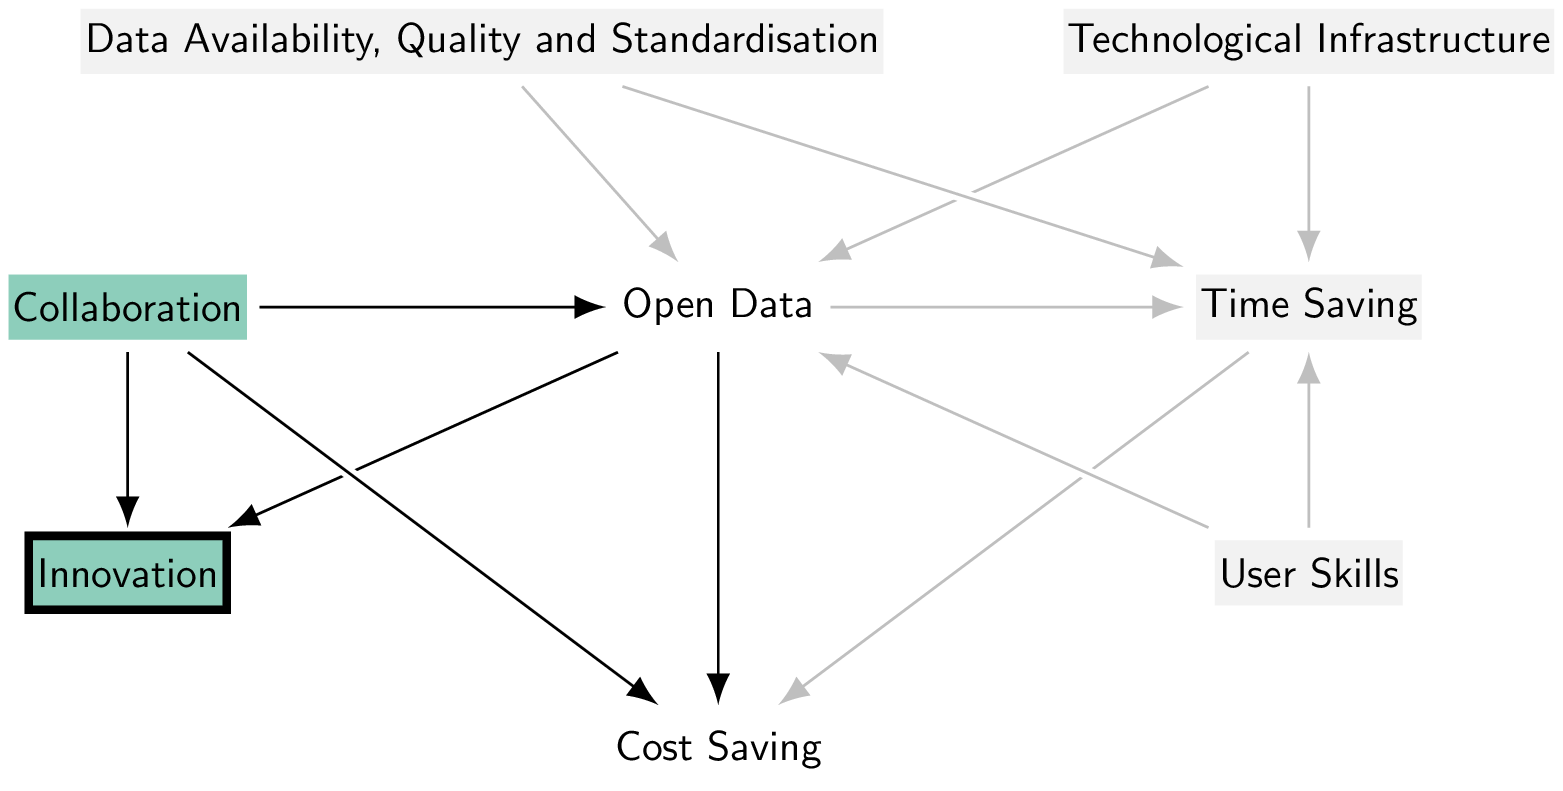 Data Availability, Quality and Standardisation
Technological Infrastructure
Collaboration
Open Data
Time Saving
Innovation
User Skills
Cost Saving